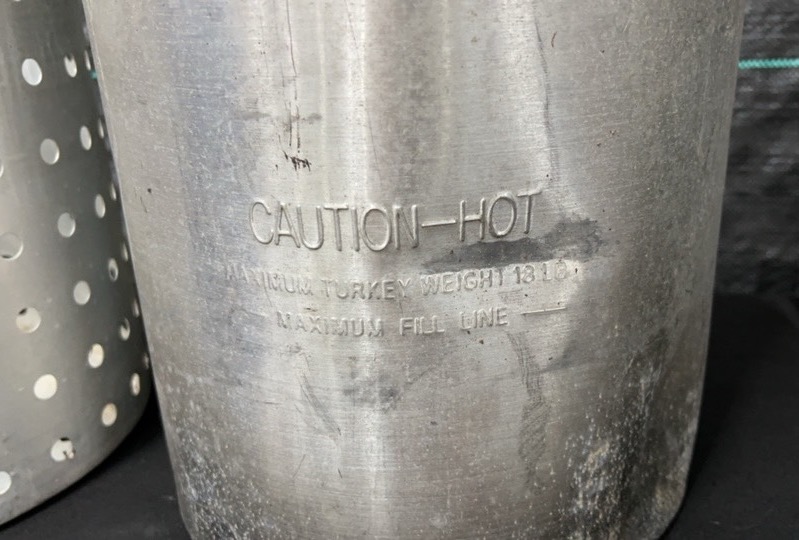 CAUTION—HOT
MAXIMUM TURKEY WEIGHT 18 LB
— MAXIMUM FILL LINE —